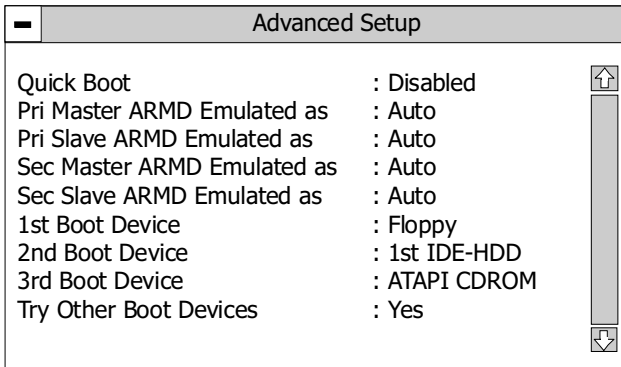 Advanced Setup
Quick Boot : Disabled
Pri Master ARMD Emulated as : Auto
Pri Slave ARMD Emulated as : Auto
Sec Master ARMD Emulated as : Auto
Sec Slave ARMD Emulated as : Auto
1st Boot Device : Floppy
2nd Boot Device : 1st IDE-HDD
3rd Boot Device : ATAPI CDROM
Try Other Boot Devices : Yes